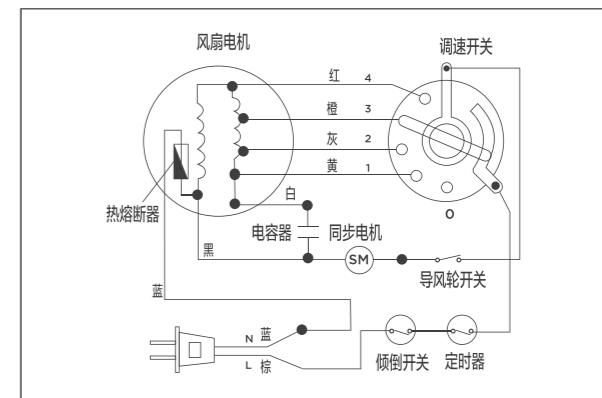 风扇电机
调速开关
红 4
橙 3
灰 2
黄 1
白
O
热熔断器
电容器 同步电机
SM
黑
导风轮开关
蓝
N 蓝
L 棕
倾倒开关 定时器